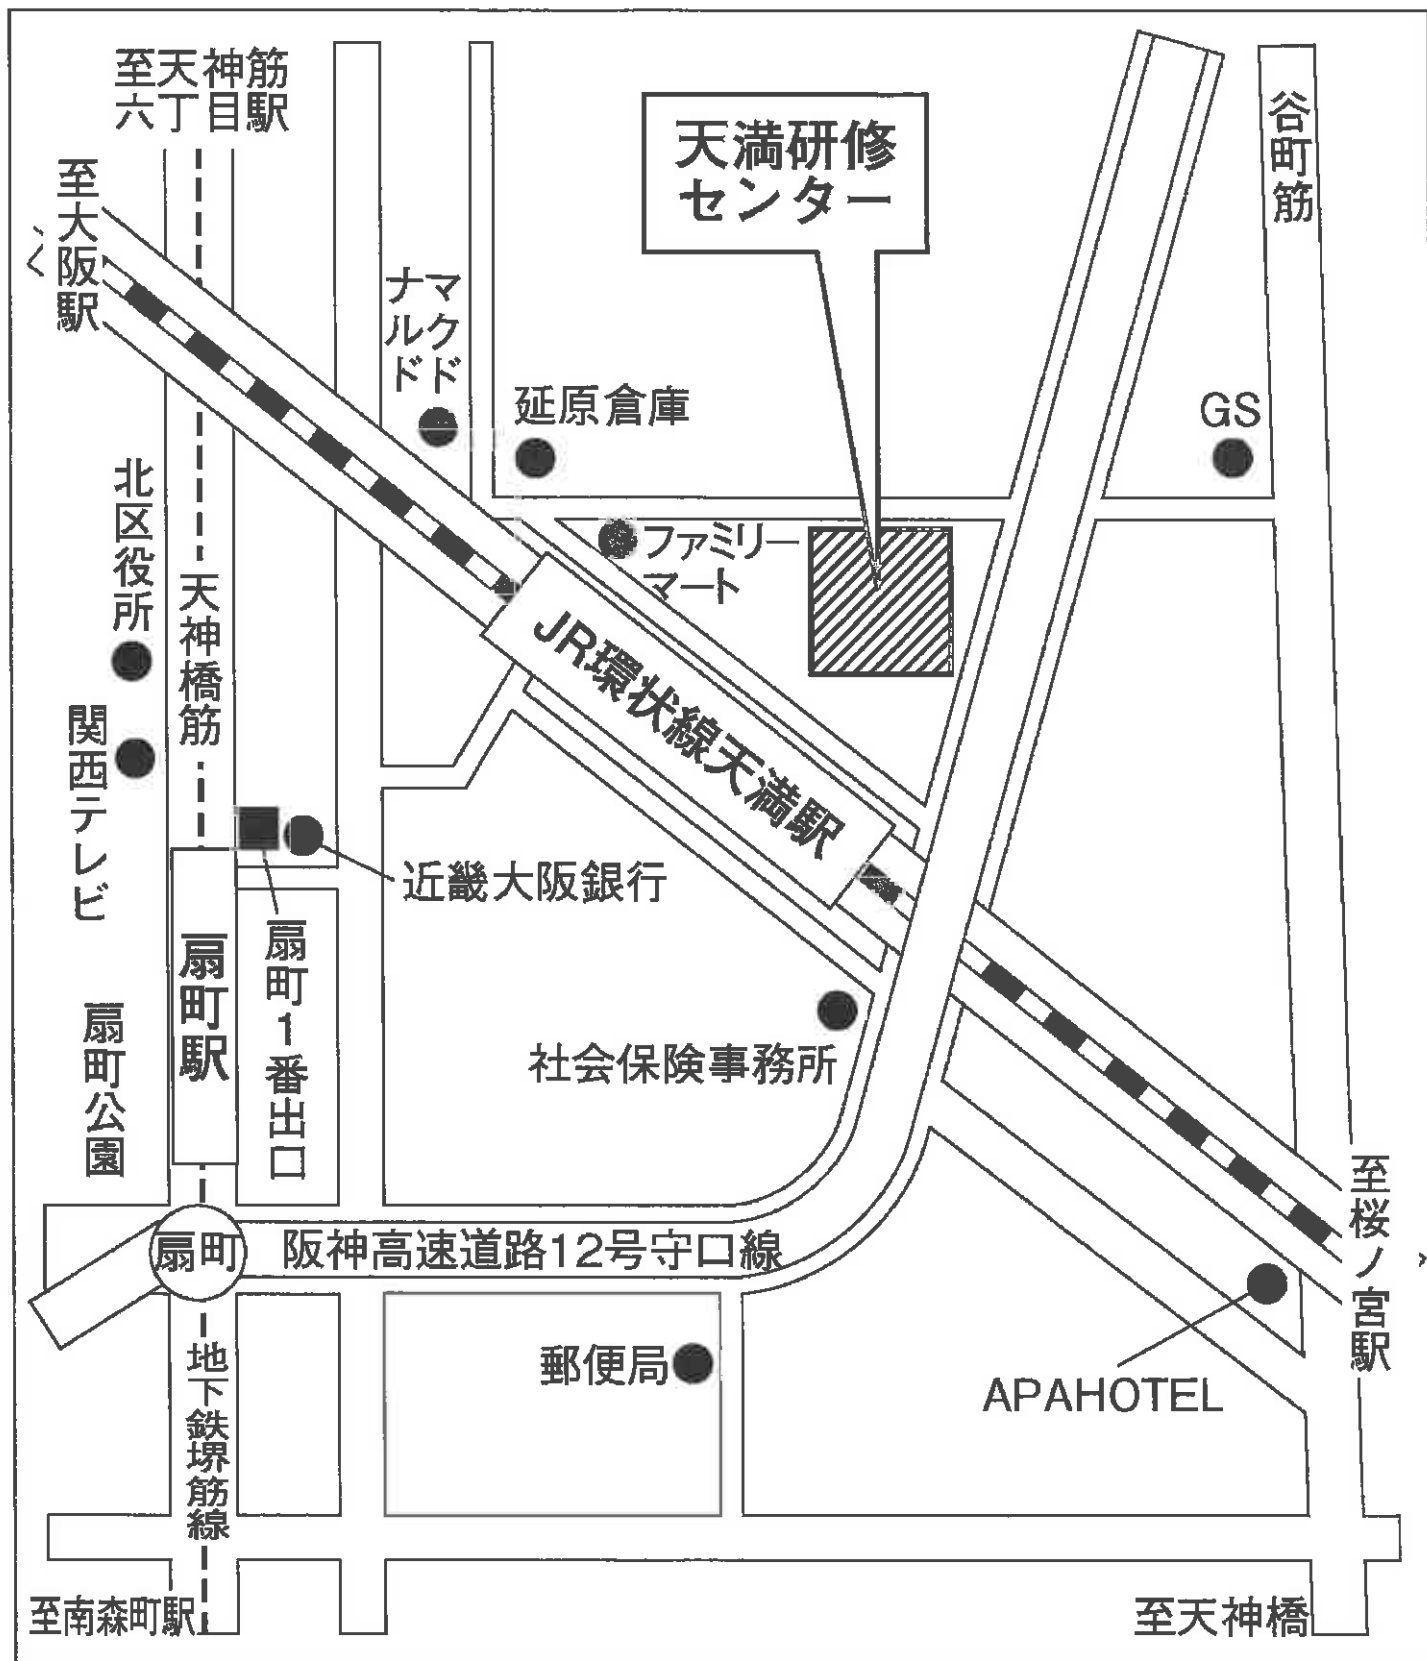 至天神筋
六丁目駅
至大阪駅
谷町筋
天満研修
センター
マクド
ナルド
延原倉庫
GS
北区役所
ファミリー
マート
天神橋筋
JR環状線天満駅
関西テレビ
近畿大阪銀行
扇町駅
扇町1番出口
扇町公園
社会保険事務所
至桜ノ宮駅
扇町
阪神高速道路12号守口線
郵便局
APAHOTEL
地下鉄堺筋線
至南森町駅
至天神橋